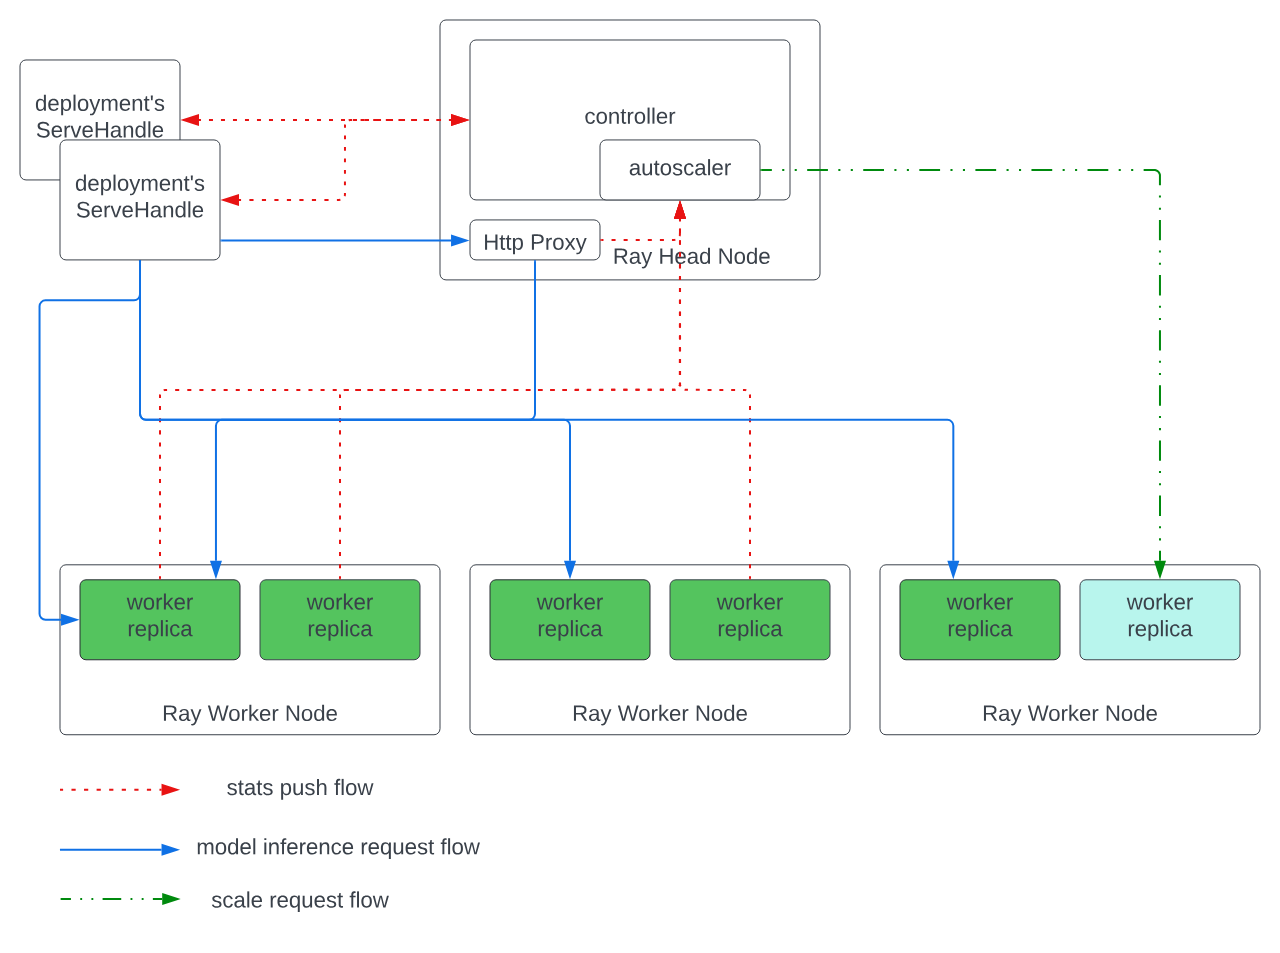 deployment's
ServeHandle
deployment's
ServeHandle
controller
autoscaler
Http Proxy
Ray Head Node
worker
replica
worker
replica
worker
replica
worker
replica
worker
replica
worker
replica
Ray Worker Node
Ray Worker Node
Ray Worker Node
stats push flow
model inference request flow
scale request flow